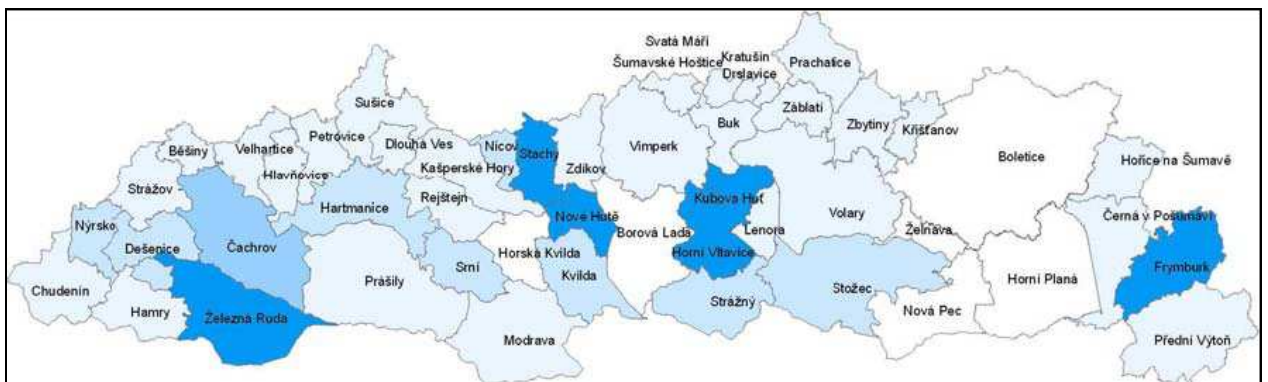 Svatá Máří
Šumavské Hoštice
Kratušín
Drslavice
Prachatice
Sušice
Záblatí
Zbytiny
Křišťanov
Petrovice
Velhartice
Běšiny
Dlouhá Ves
Nicov
Stachy
Zdíkov
Vimperk
Buk
Boletice
Hořice na Šumavě
Hlavňovice
Kašperské Hory
Strážov
Rejštejn
Hartmanice
Kubova Huť
Nové Hutě
Volary
Černá v Pošumaví
Nýrsko
Dešenice
Čachrov
Borová Lada
Lenora
Želnava
Horská Kvilda
Horní Vltavice
Srní
Kvilda
Frymburk
Prášily
Stožec
Horní Planá
Chudenín
Hamry
Železná Ruda
Strážný
Nová Pec
Modrava
Přední Výtoň